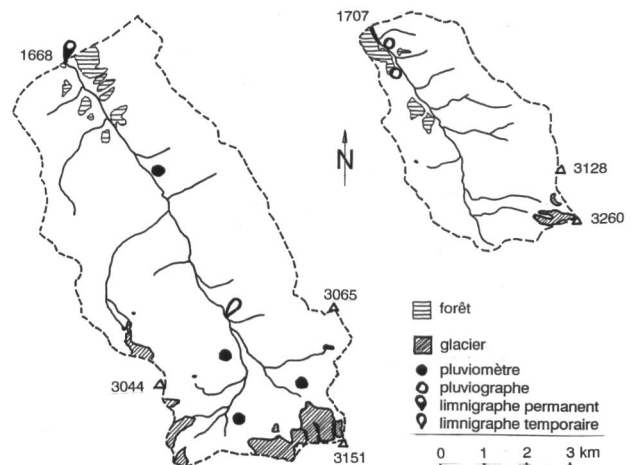 1707
1668
N
3128
3260
3065
forêt
glacier
pluviomètre
3044
pluviographe
limnigraphe permanent
limnigraphe temporaire
3151
0 1 2 3 km